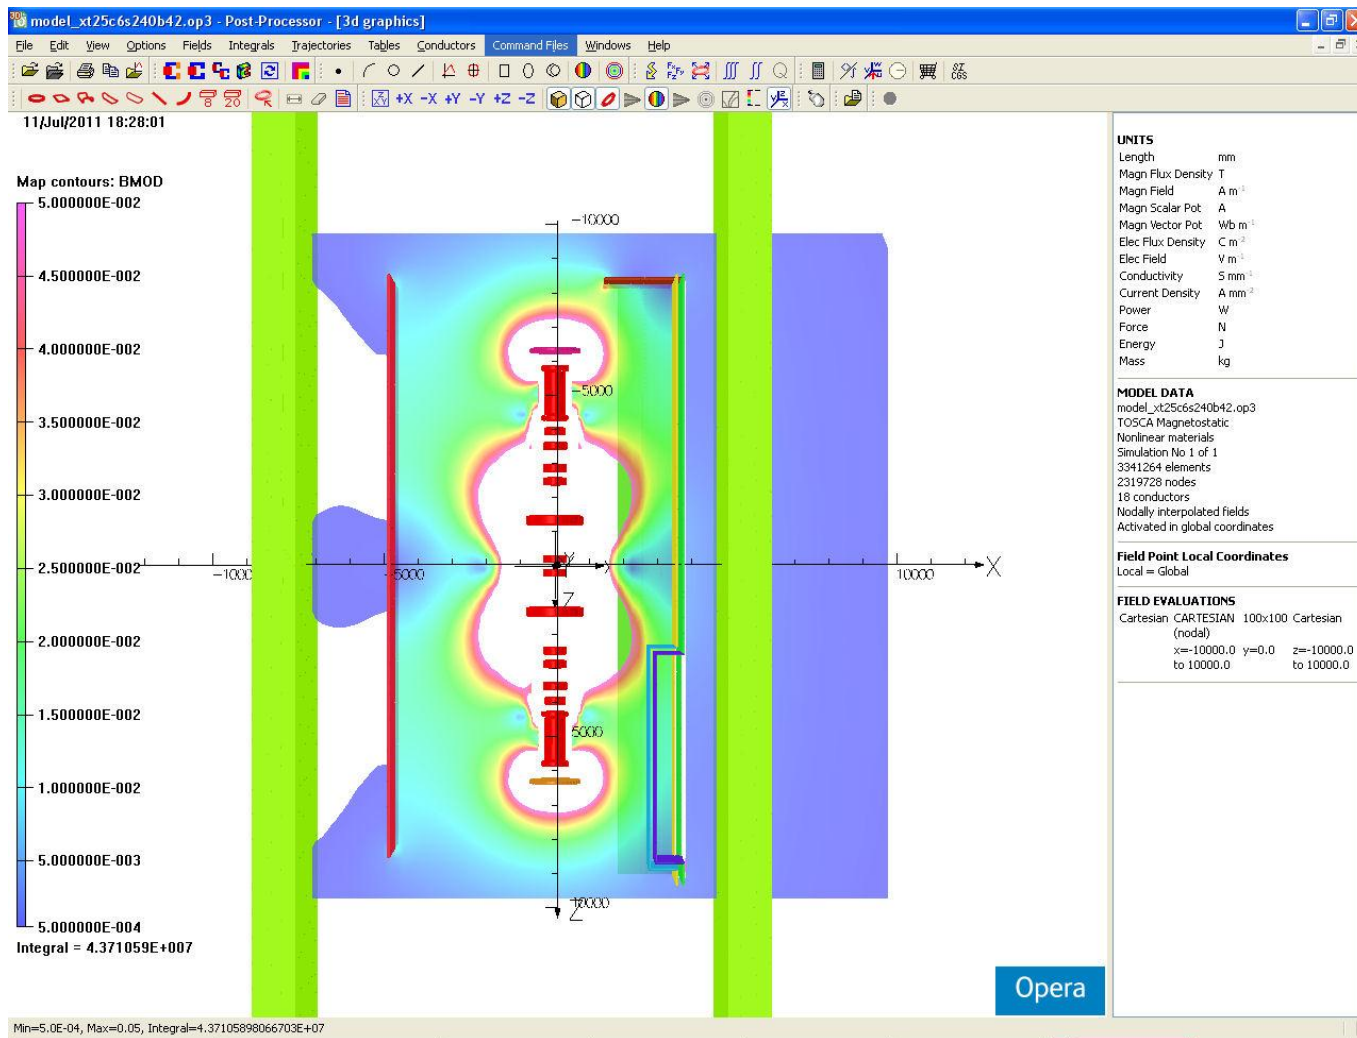 model_xt25c6s240b42.op3 - Post-Processor - [3d graphics]
File Edit View Options Fields Integrals Trajectories Tables Conductors Command Files Windows Help
+X -X +Y -Y +Z -Z
11/Jul/2011 18:28:01
Map contours: BMOD
5.000000E-002
4.500000E-002
4.000000E-002
3.500000E-002
3.000000E-002
2.500000E-002
2.000000E-002
1.500000E-002
1.000000E-002
5.000000E-003
5.000000E-004
Integral = 4.371059E+007
-10000
-5000
-1000
-5000
10000
X
Z
5000
Z
10000
Opera
UNITS
Length mm
Magn Flux Density T
Magn Field A m⁻¹
Magn Scalar Pot A
Magn Vector Pot Wb m⁻¹
Elec Flux Density C m⁻²
Elec Field V m⁻¹
Conductivity S mm⁻¹
Current Density A mm⁻²
Power W
Force N
Energy J
Mass kg
MODEL DATA
model_xt25c6s240b42.op3
TOSCA Magnetostatic
Nonlinear materials
Simulation No 1 of 1
3341264 elements
2319728 nodes
18 conductors
Nodally interpolated fields
Activated in global coordinates
Field Point Local Coordinates
Local = Global
FIELD EVALUATIONS
Cartesian CARTESIAN 100x100 Cartesian
(nodal)
x=-10000.0 y=0.0 z=-10000.0
to 10000.0 to 10000.0
Min=5.0E-04, Max=0.05, Integral=4.37105898066703E+07